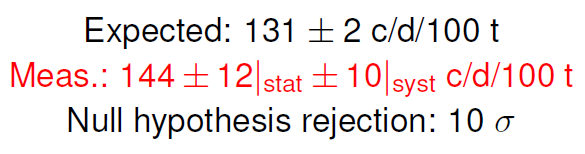 Expected: 131 ± 2 c/d/100 t
Meas.: 144 ± 12|stat ± 10|syst c/d/100 t
Null hypothesis rejection: 10 σ